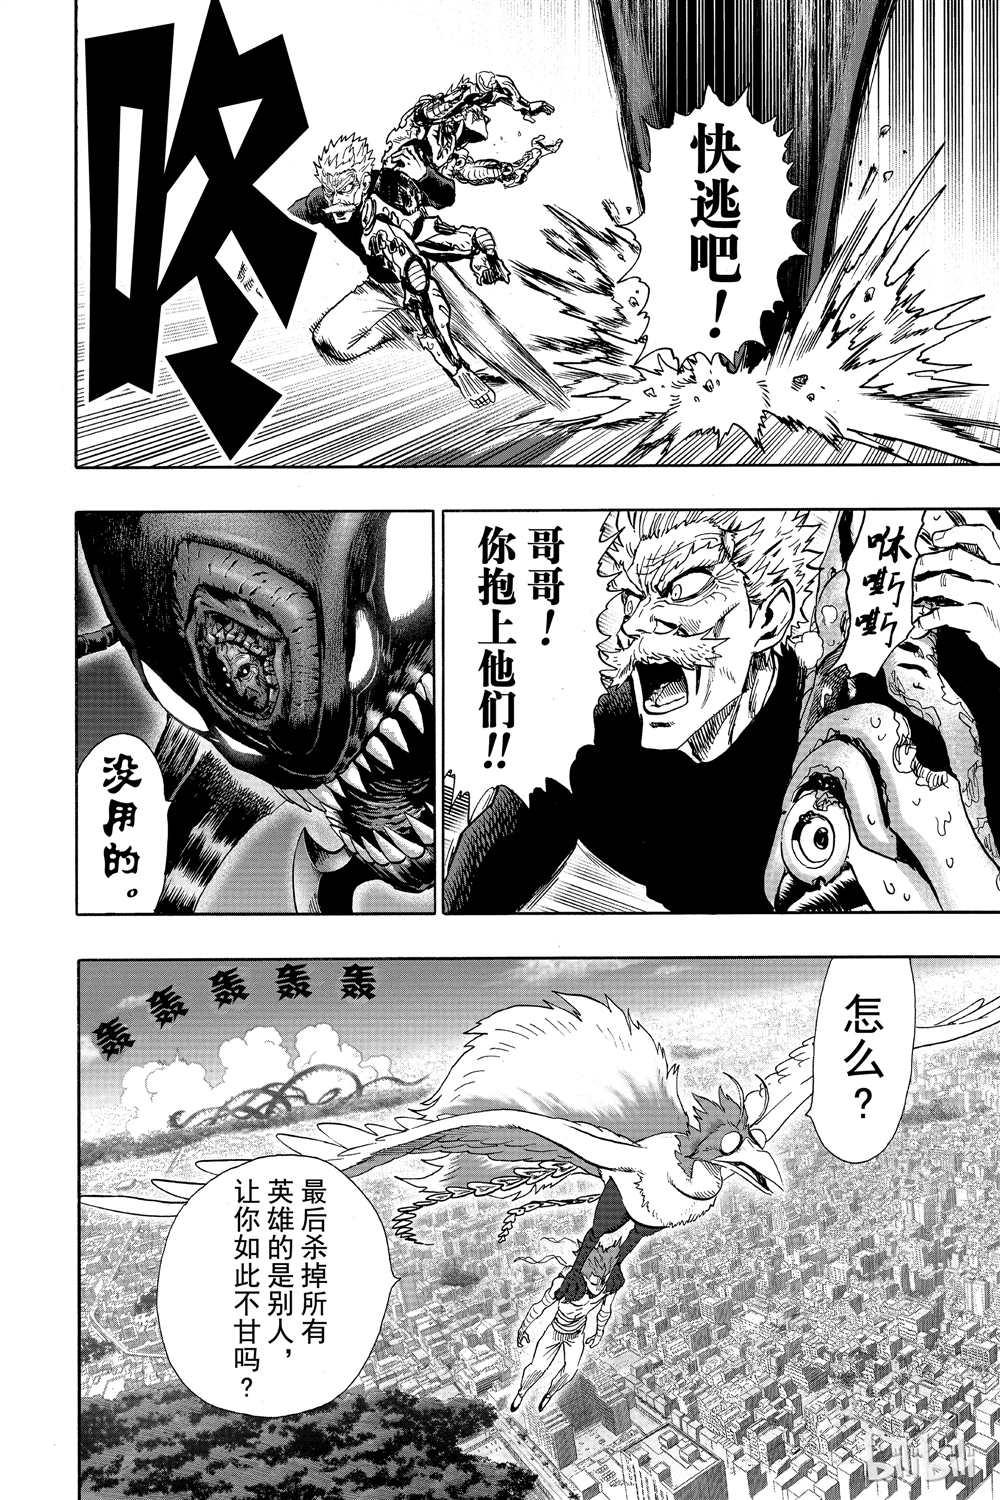 快逃吧！
咚
咻嘶嘶
哥哥！
你抱上他们！！
没用的。
怎么？
轰轰轰轰轰
最后杀掉所有
英雄的是别人，
让你如此不甘吗？
bilibili